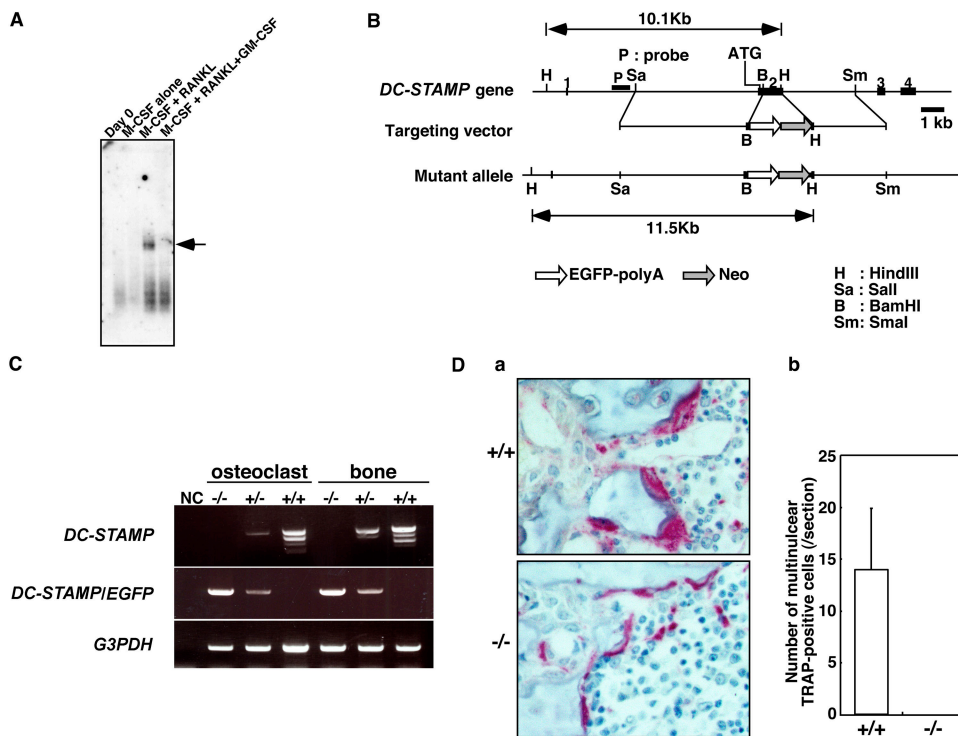 A
Day 0
M-CSF alone
M-CSF + RANKL
M-CSF + RANKL+GM-CSF
B
10.1Kb
P : probe
ATG
H 1 P Sa B 2 H Sm 3 4
DC-STAMP gene
1 kb
Targeting vector
B H
Mutant allele
H Sa B H Sm
11.5Kb
EGFP-polyA Neo
H : HindIII
Sa : SalI
B : BamHI
Sm: SmaI
C
osteoclast bone
NC -/- +/- +/+ -/- +/- +/+
DC-STAMP
DC-STAMP/EGFP
G3PDH
D a
+/+
-/-
b
Number of multinulcear
TRAP-positive cells (/section)
25
20
15
10
5
0
+/+ -/-